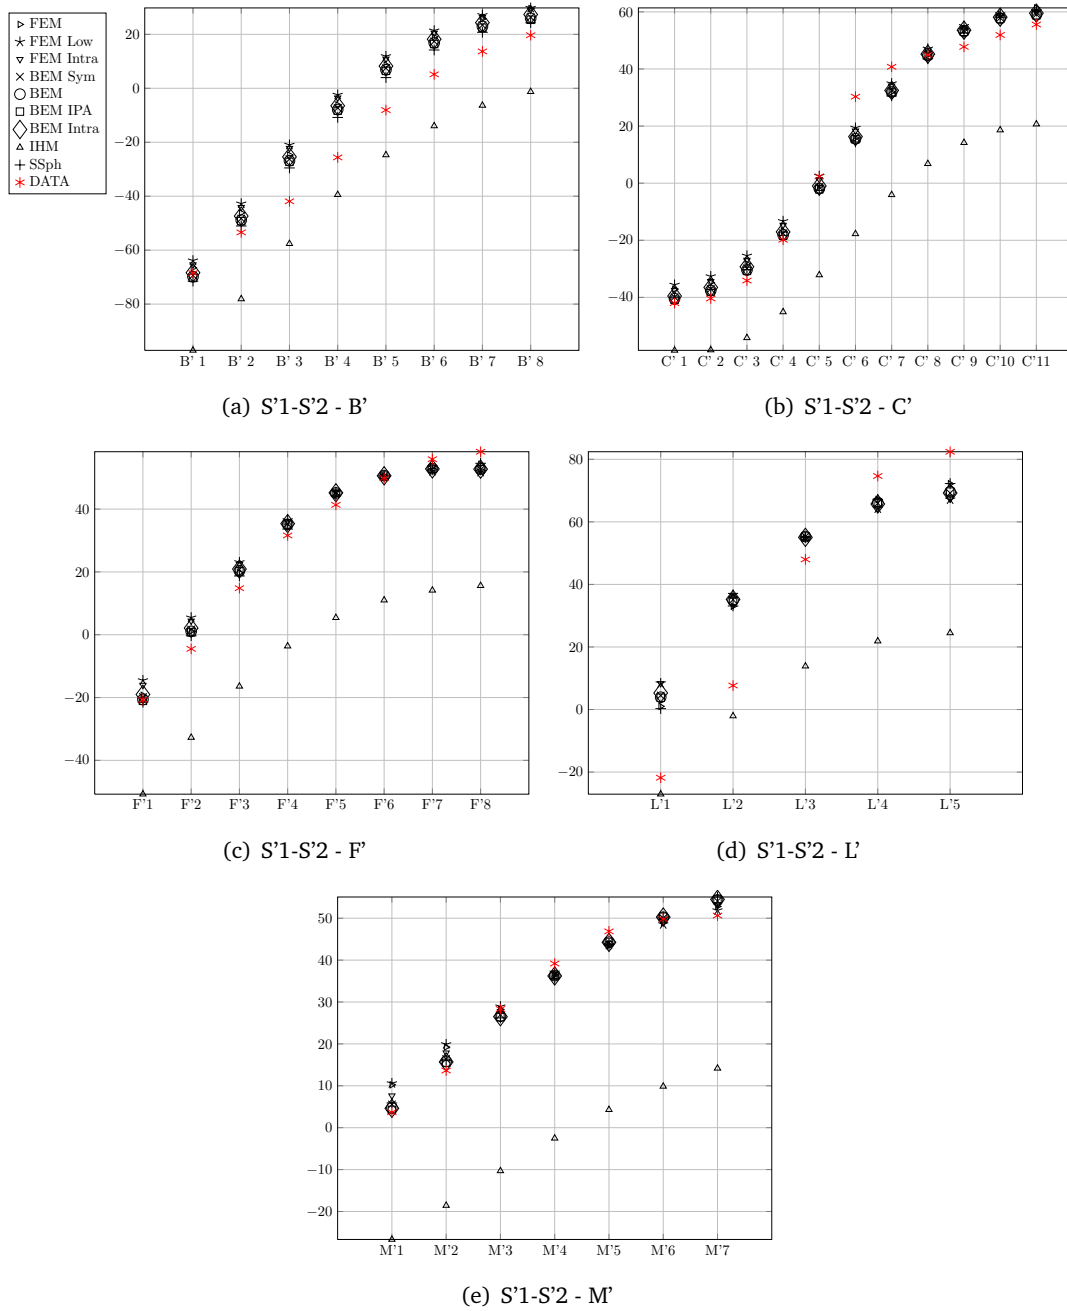 FEM
FEM Low
FEM Intra
BEM Sym
BEM
BEM IPA
BEM Intra
IHM
SSph
DATA
20
0
−20
−40
−60
−80
B' 1 B' 2 B' 3 B' 4 B' 5 B' 6 B' 7 B' 8
(a) S'1-S'2 - B'
60
40
20
0
−20
−40
C' 1 C' 2 C' 3 C' 4 C' 5 C' 6 C' 7 C' 8 C' 9 C'10 C'11
(b) S'1-S'2 - C'
40
20
0
−20
−40
F'1 F'2 F'3 F'4 F'5 F'6 F'7 F'8
(c) S'1-S'2 - F'
80
60
40
20
0
−20
L'1 L'2 L'3 L'4 L'5
(d) S'1-S'2 - L'
50
40
30
20
10
0
−10
−20
M'1 M'2 M'3 M'4 M'5 M'6 M'7
(e) S'1-S'2 - M'